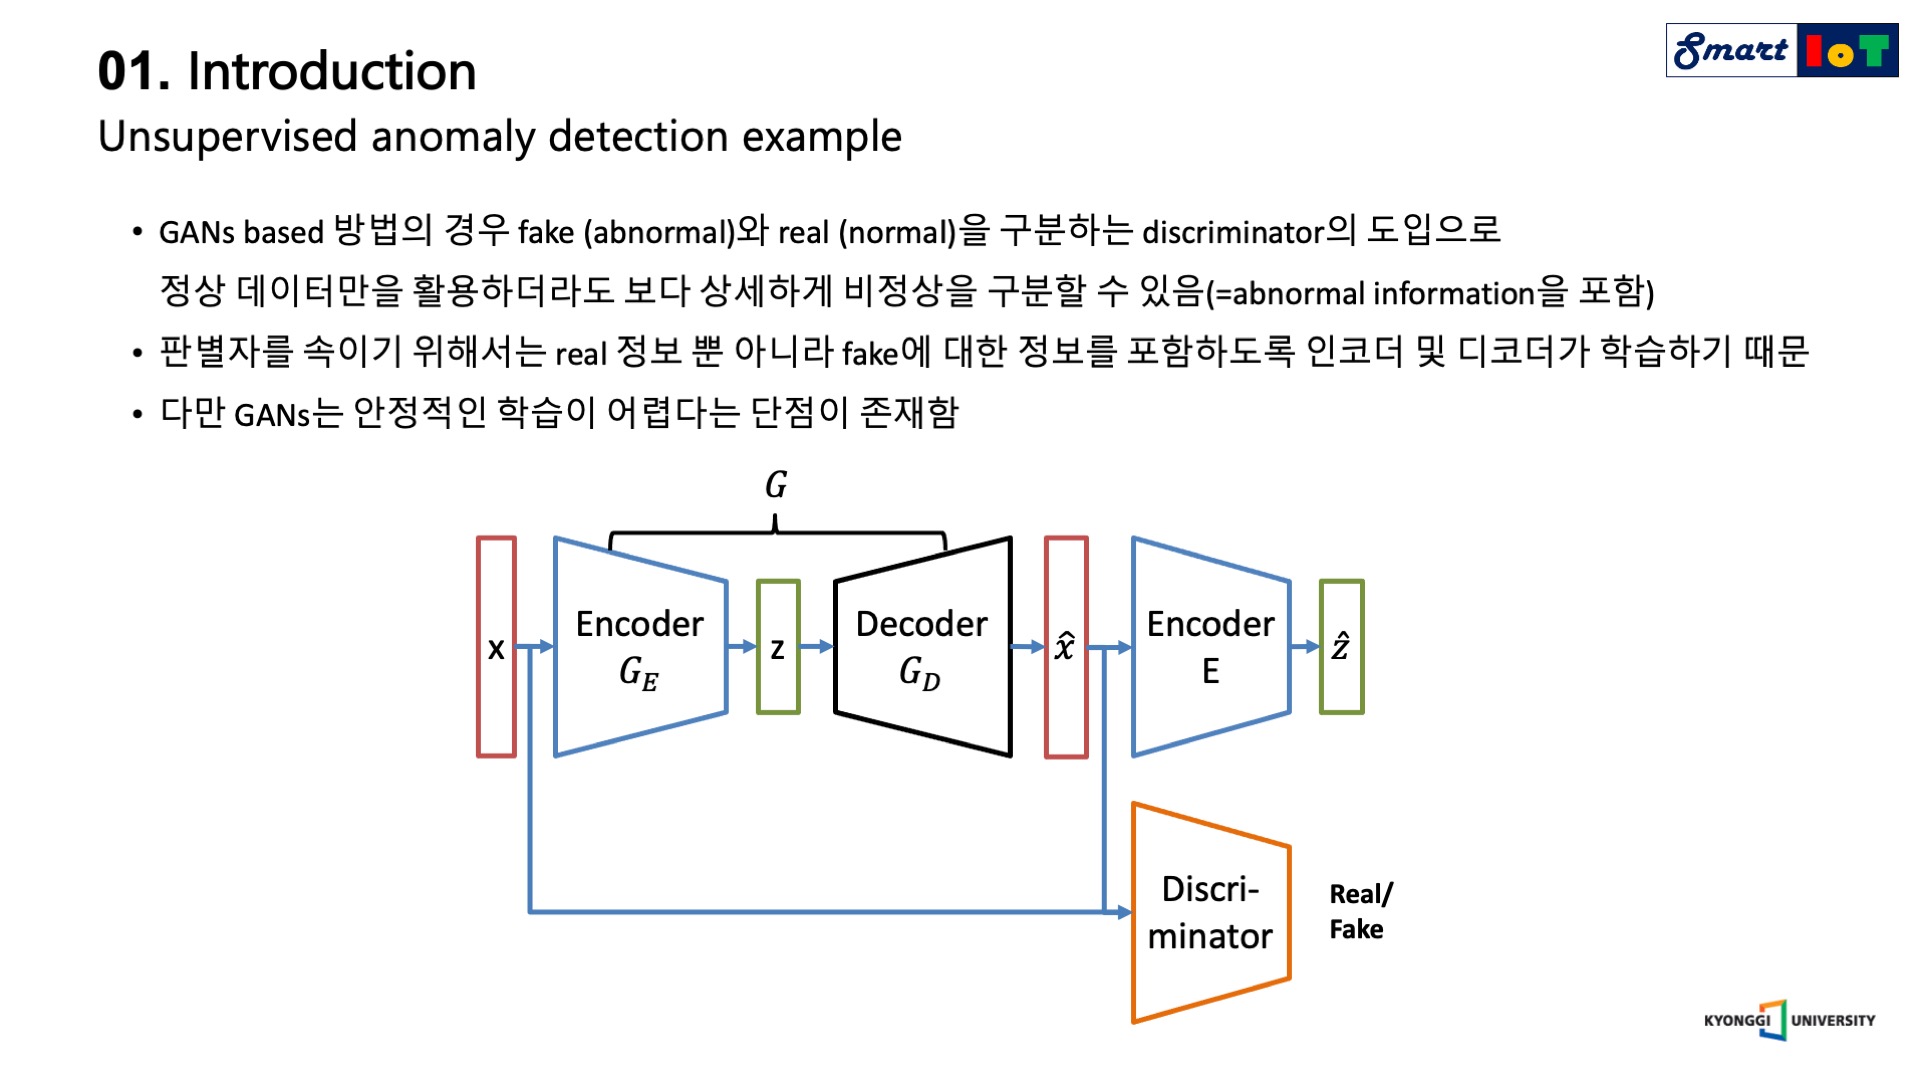 01. Introduction
Smart IoT
Unsupervised anomaly detection example
• GANs based 방법의 경우 fake (abnormal)와 real (normal)을 구분하는 discriminator의 도입으로
정상 데이터만을 활용하더라도 보다 상세하게 비정상을 구분할 수 있음(=abnormal information을 포함)
• 판별자를 속이기 위해서는 real 정보 뿐 아니라 fake에 대한 정보를 포함하도록 인코더 및 디코더가 학습하기 때문
• 다만 GANs는 안정적인 학습이 어렵다는 단점이 존재함
G
x
Encoder
G_E
z
Decoder
G_D
x̂
Encoder
E
ẑ
Discri-
minator
Real/
Fake
KYONGGI UNIVERSITY